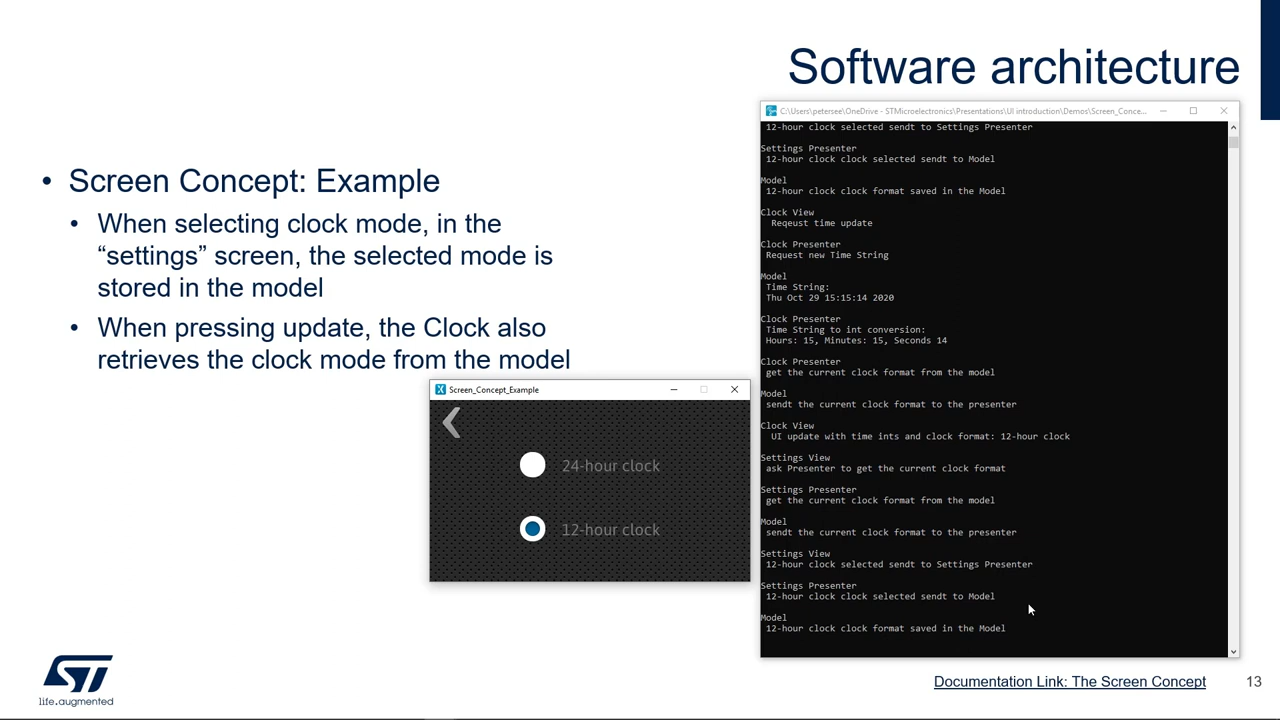 Software architecture
• Screen Concept: Example
• When selecting clock mode, in the
“settings” screen, the selected mode is
stored in the model
• When pressing update, the Clock also
retrieves the clock mode from the model
Screen_Concept_Example
24-hour clock
12-hour clock
C:\Users\petersee\OneDrive - STMicroelectronics\Presentations\UI introduction\Demos\Screen_Conce...
12-hour clock selected sendt to Settings Presenter
Settings Presenter
12-hour clock clock selected sendt to Model
Model
12-hour clock clock format saved in the Model
Clock View
Reqeust time update
Clock Presenter
Request new Time String
Model
Time String:
Thu Oct 29 15:15:14 2020
Clock Presenter
Time String to int conversion:
Hours: 15, Minutes: 15, Seconds 14
Clock Presenter
get the current clock format from the model
Model
sendt the current clock format to the presenter
Clock View
UI update with time ints and clock format: 12-hour clock
Settings View
ask Presenter to get the current clock format
Settings Presenter
get the current clock format from the model
Model
sendt the current clock format to the presenter
Settings View
12-hour clock selected sendt to Settings Presenter
Settings Presenter
12-hour clock clock selected sendt to Model
Model
12-hour clock clock format saved in the Model
ST
life.augmented
Documentation Link: The Screen Concept
13